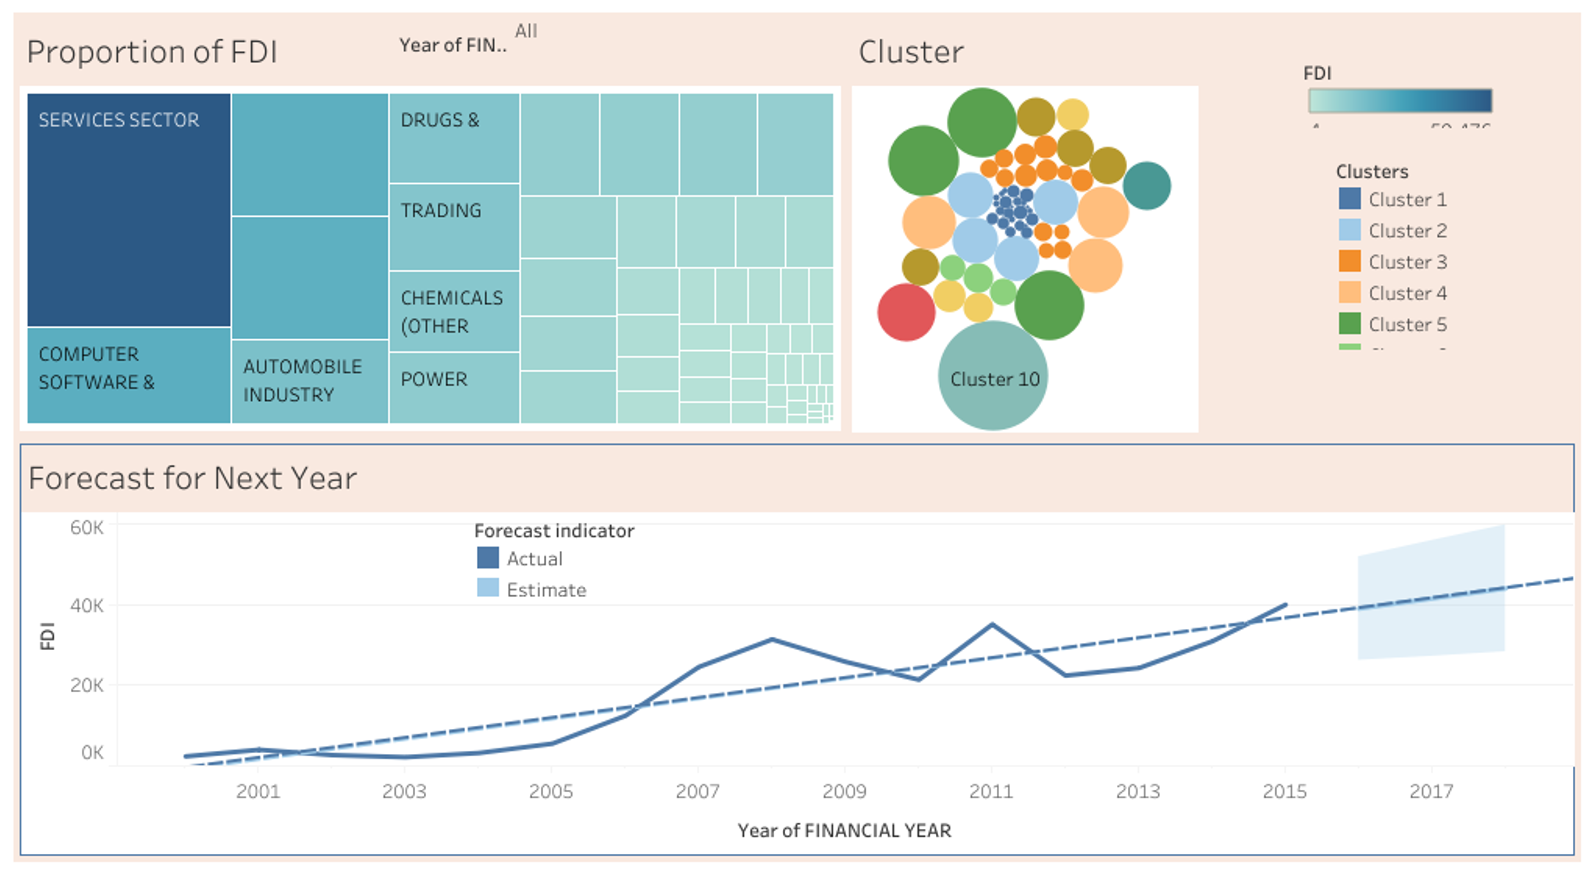 Proportion of FDI
Year of FIN..
All
Cluster
SERVICES SECTOR
COMPUTER
SOFTWARE &
AUTOMOBILE
INDUSTRY
DRUGS &
TRADING
CHEMICALS
(OTHER
POWER
Cluster 10
FDI
Clusters
Cluster 1
Cluster 2
Cluster 3
Cluster 4
Cluster 5
Forecast for Next Year
Forecast indicator
Actual
Estimate
FDI
60K
40K
20K
0K
2001 2003 2005 2007 2009 2011 2013 2015 2017
Year of FINANCIAL YEAR